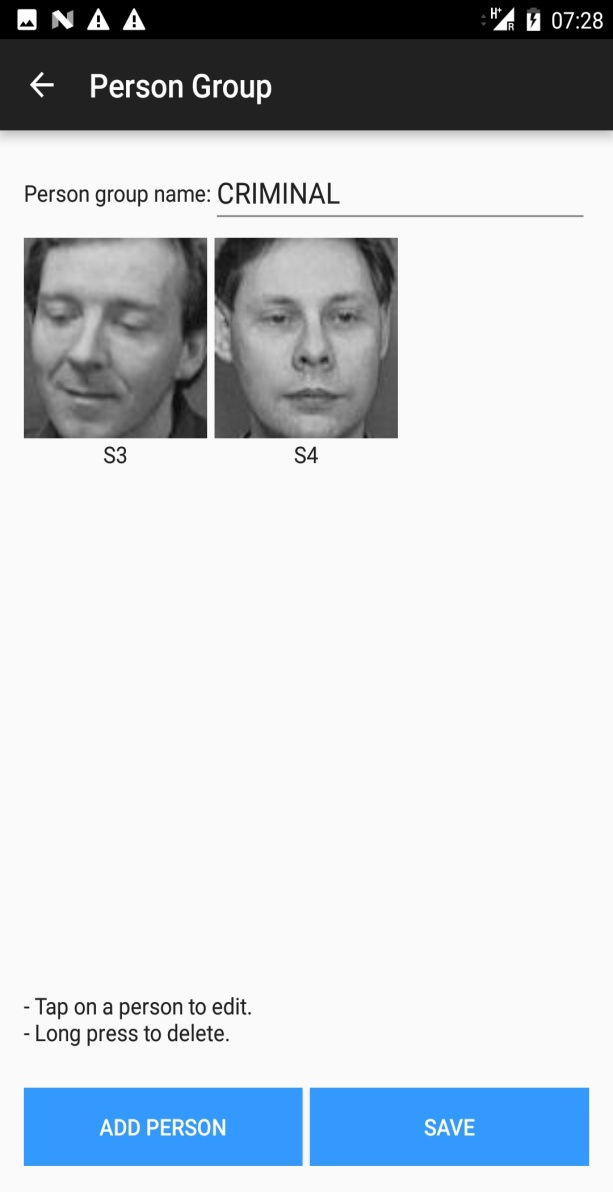 07:28
Person Group
Person group name: CRIMINAL
S3 S4
- Tap on a person to edit.
- Long press to delete.
ADD PERSON SAVE